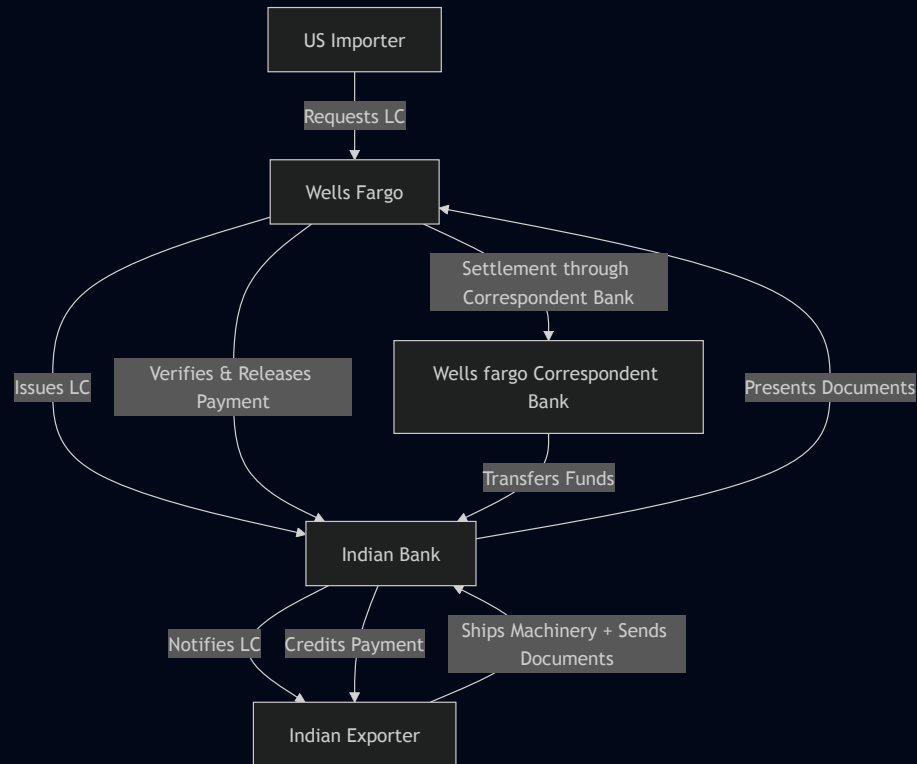 US Importer
Requests LC
Wells Fargo
Settlement through
Correspondent Bank
Issues LC
Verifies & Releases
Payment
Wells fargo Correspondent
Bank
Presents Documents
Transfers Funds
Indian Bank
Notifies LC
Credits Payment
Ships Machinery + Sends
Documents
Indian Exporter